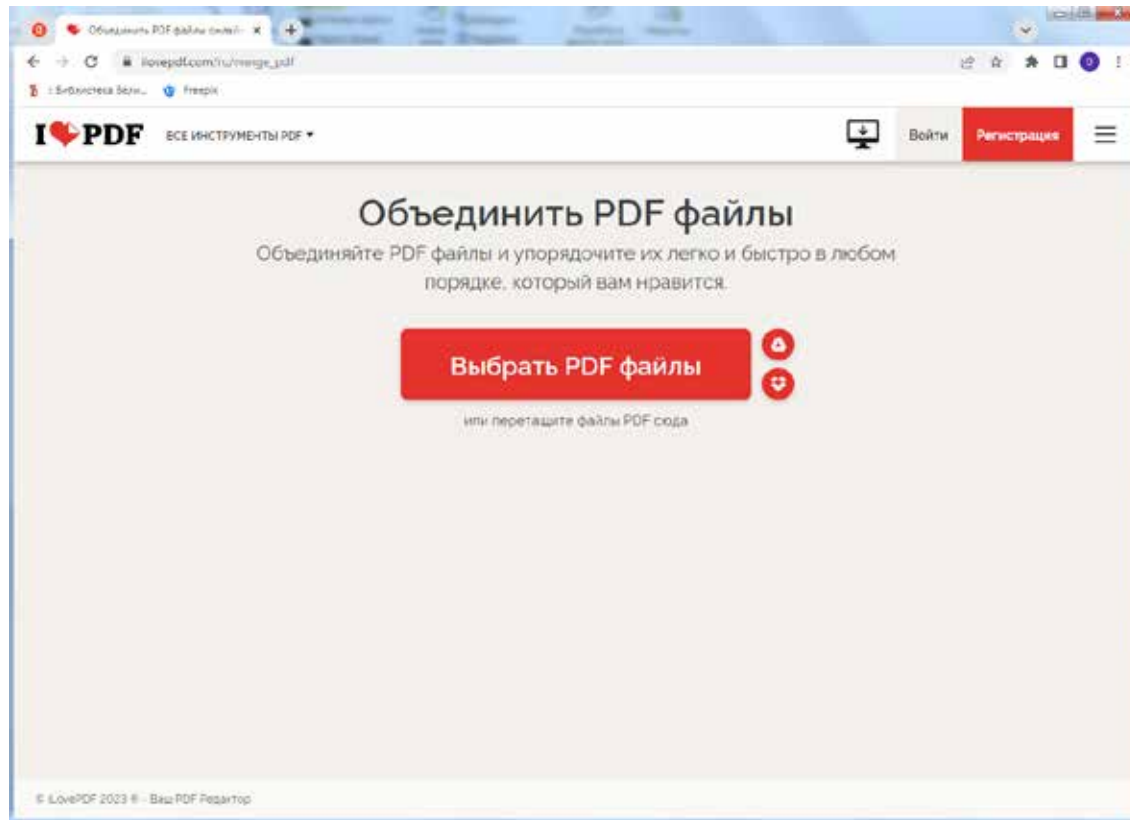 Объединить PDF файлы онлай-
ilovepdf.com/ru/merge_pdf
Библиотека Бели...
Freepik
I PDF
ВСЕ ИНСТРУМЕНТЫ PDF
Войти
Регистрация
Объединить PDF файлы
Объединяйте PDF файлы и упорядочите их легко и быстро в любом
порядке, который вам нравится.
Выбрать PDF файлы
или перетащите файлы PDF сюда
© iLovePDF 2023 ® - Ваш PDF Редактор